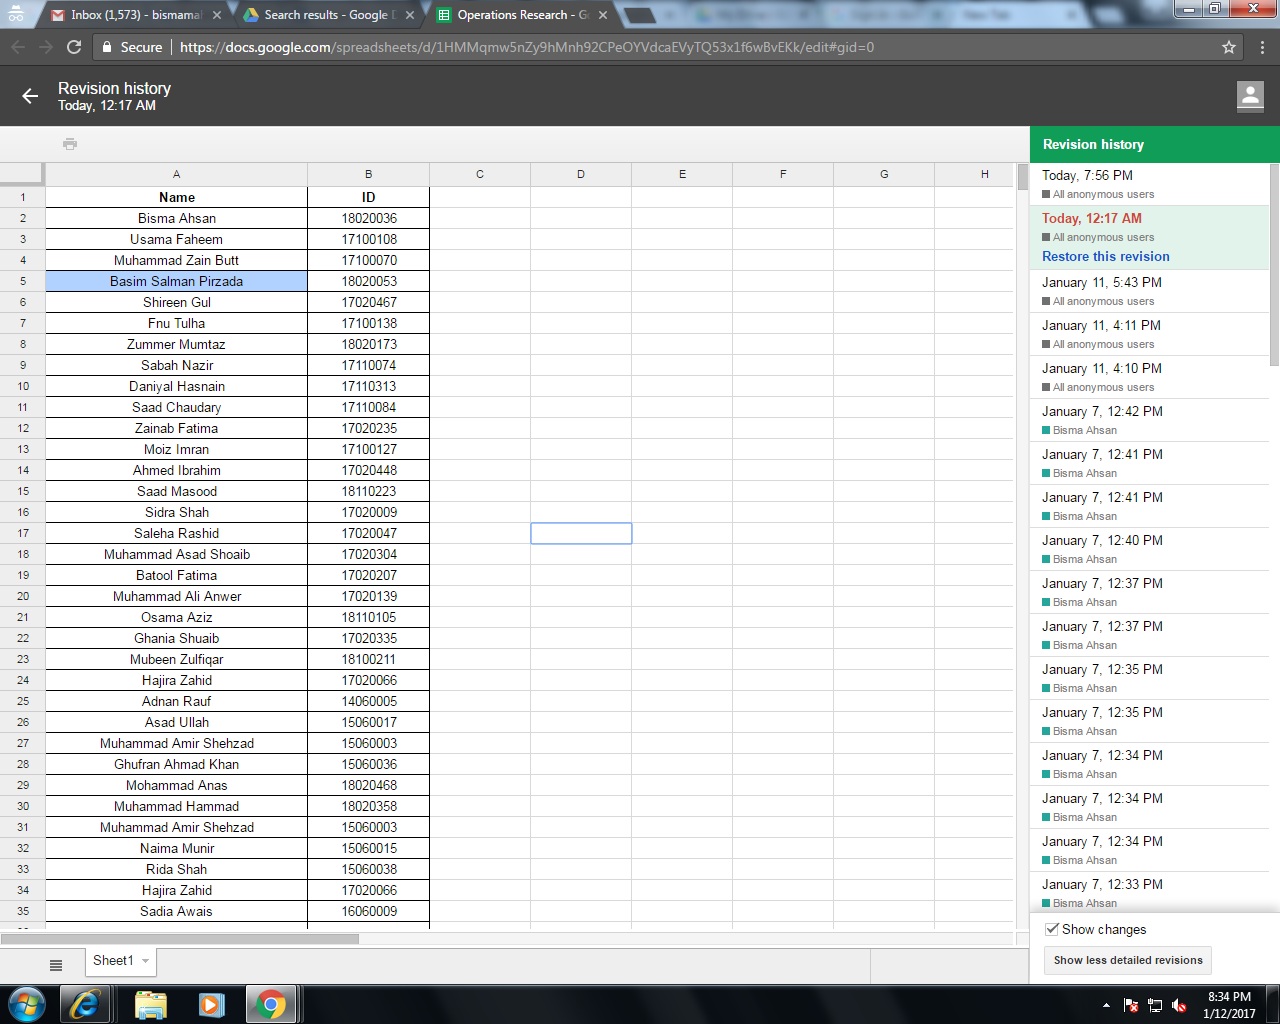 Inbox (1,573) - bismamal
Search results - Google D
Operations Research - Go
Secure
https://docs.google.com/spreadsheets/d/1HMMqmw5nZy9hMnh92CPeOYVdcaEVyTQ53x1f6wBvEKk/edit#gid=0
Revision history
Today, 12:17 AM
A B C D E F G H
1 Name ID
2 Bisma Ahsan 18020036
3 Usama Faheem 17100108
4 Muhammad Zain Butt 17100070
5 Basim Salman Pirzada 18020053
6 Shireen Gul 17020467
7 Fnu Tulha 17100138
8 Zummer Mumtaz 18020173
9 Sabah Nazir 17110074
10 Daniyal Hasnain 17110313
11 Saad Chaudary 17110084
12 Zainab Fatima 17020235
13 Moiz Imran 17100127
14 Ahmed Ibrahim 17020448
15 Saad Masood 18110223
16 Sidra Shah 17020009
17 Saleha Rashid 17020047
18 Muhammad Asad Shoaib 17020304
19 Batool Fatima 17020207
20 Muhammad Ali Anwer 17020139
21 Osama Aziz 18110105
22 Ghania Shuaib 17020335
23 Mubeen Zulfiqar 18100211
24 Hajira Zahid 17020066
25 Adnan Rauf 14060005
26 Asad Ullah 15060017
27 Muhammad Amir Shehzad 15060003
28 Ghufran Ahmad Khan 15060036
29 Mohammad Anas 18020468
30 Muhammad Hammad 18020358
31 Muhammad Amir Shehzad 15060003
32 Naima Munir 15060015
33 Rida Shah 15060038
34 Hajira Zahid 17020066
35 Sadia Awais 16060009
Sheet1
Revision history
Today, 7:56 PM
All anonymous users
Today, 12:17 AM
All anonymous users
Restore this revision
January 11, 5:43 PM
All anonymous users
January 11, 4:11 PM
All anonymous users
January 11, 4:10 PM
All anonymous users
January 7, 12:42 PM
Bisma Ahsan
January 7, 12:41 PM
Bisma Ahsan
January 7, 12:41 PM
Bisma Ahsan
January 7, 12:40 PM
Bisma Ahsan
January 7, 12:37 PM
Bisma Ahsan
January 7, 12:37 PM
Bisma Ahsan
January 7, 12:35 PM
Bisma Ahsan
January 7, 12:35 PM
Bisma Ahsan
January 7, 12:34 PM
Bisma Ahsan
January 7, 12:34 PM
Bisma Ahsan
January 7, 12:34 PM
Bisma Ahsan
January 7, 12:33 PM
Bisma Ahsan
Show changes
Show less detailed revisions
8:34 PM
1/12/2017